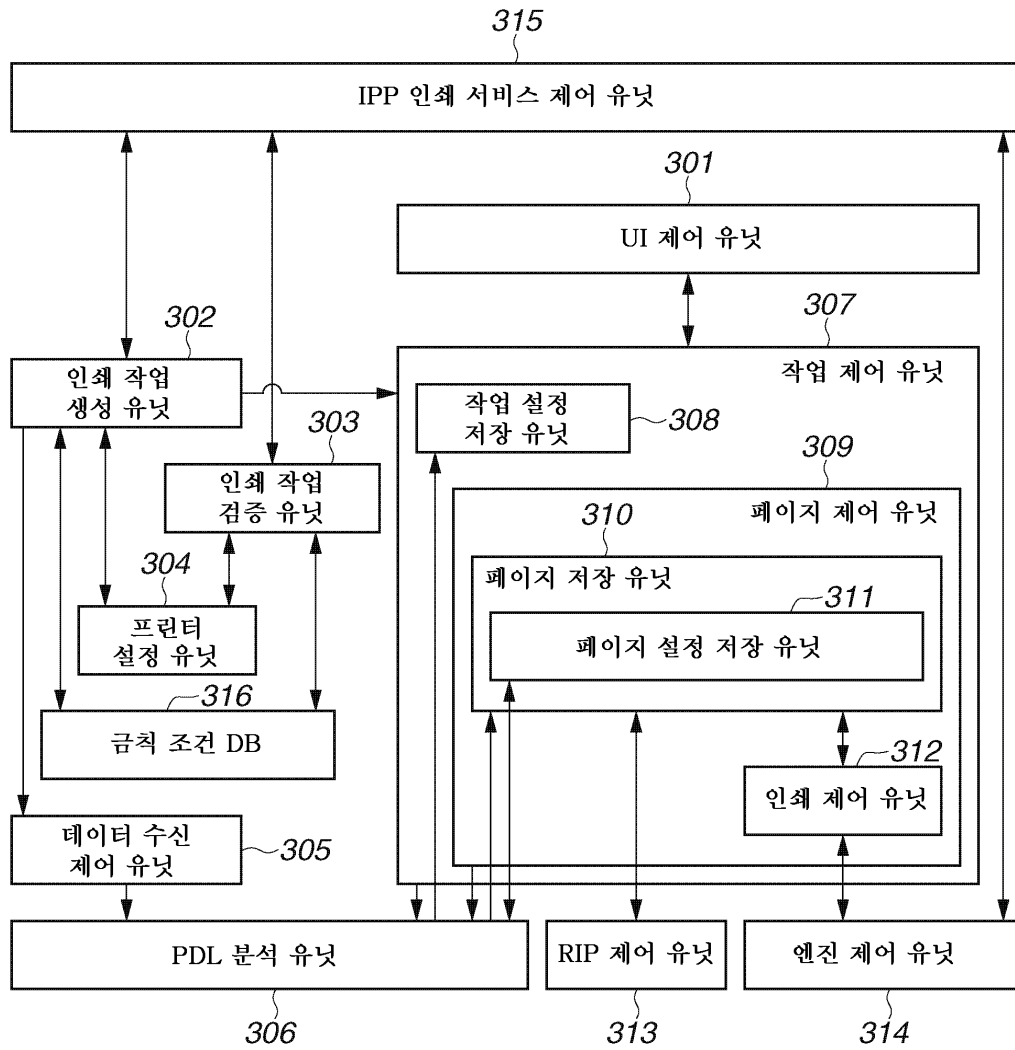 315
IPP 인쇄 서비스 제어 유닛
301
UI 제어 유닛
302
인쇄 작업
생성 유닛
307
작업 제어 유닛
작업 설정
저장 유닛
308
303
인쇄 작업
검증 유닛
309
페이지 제어 유닛
310
페이지 저장 유닛
311
페이지 설정 저장 유닛
304
프린터
설정 유닛
316
금칙 조건 DB
312
인쇄 제어 유닛
데이터 수신
제어 유닛
305
PDL 분석 유닛
RIP 제어 유닛
엔진 제어 유닛
306
313
314